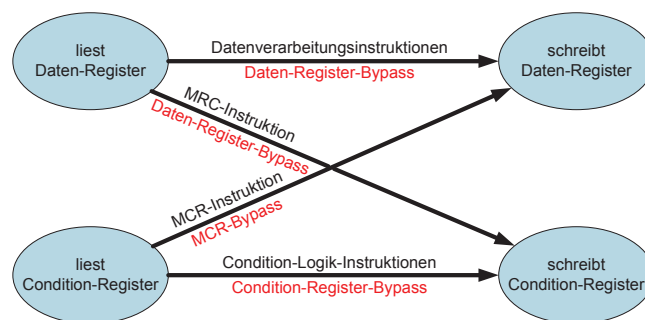 liest
Daten-Register
Datenverarbeitungsinstruktionen
Daten-Register-Bypass
schreibt
Daten-Register
MRC-Instruktion
Daten-Register-Bypass
MCR-Instruktion
MCR-Bypass
liest
Condition-Register
Condition-Logik-Instruktionen
Condition-Register-Bypass
schreibt
Condition-Register